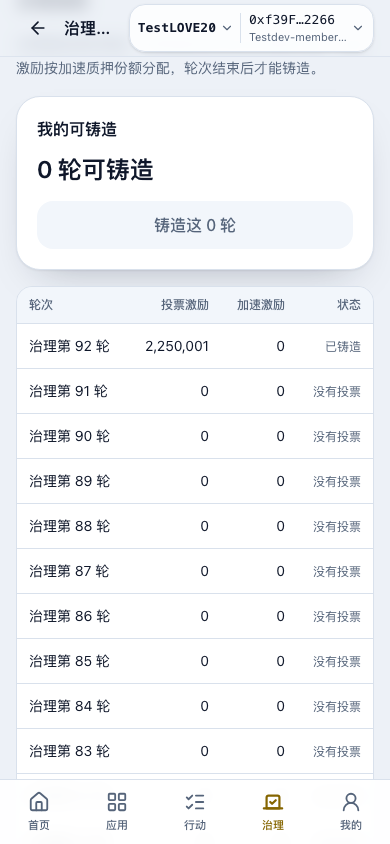 治理...
TestLOVE20
0xf39F…2266
Testdev-member...
激励按加速质押份额分配，轮次结束后才能铸造。
我的可铸造
0 轮可铸造
铸造这 0 轮
轮次 投票激励 加速激励 状态
治理第 92 轮 2,250,001 0 已铸造
治理第 91 轮 0 0 没有投票
治理第 90 轮 0 0 没有投票
治理第 89 轮 0 0 没有投票
治理第 88 轮 0 0 没有投票
治理第 87 轮 0 0 没有投票
治理第 86 轮 0 0 没有投票
治理第 85 轮 0 0 没有投票
治理第 84 轮 0 0 没有投票
治理第 83 轮 0 0 没有投票
首页 应用 行动 治理 我的